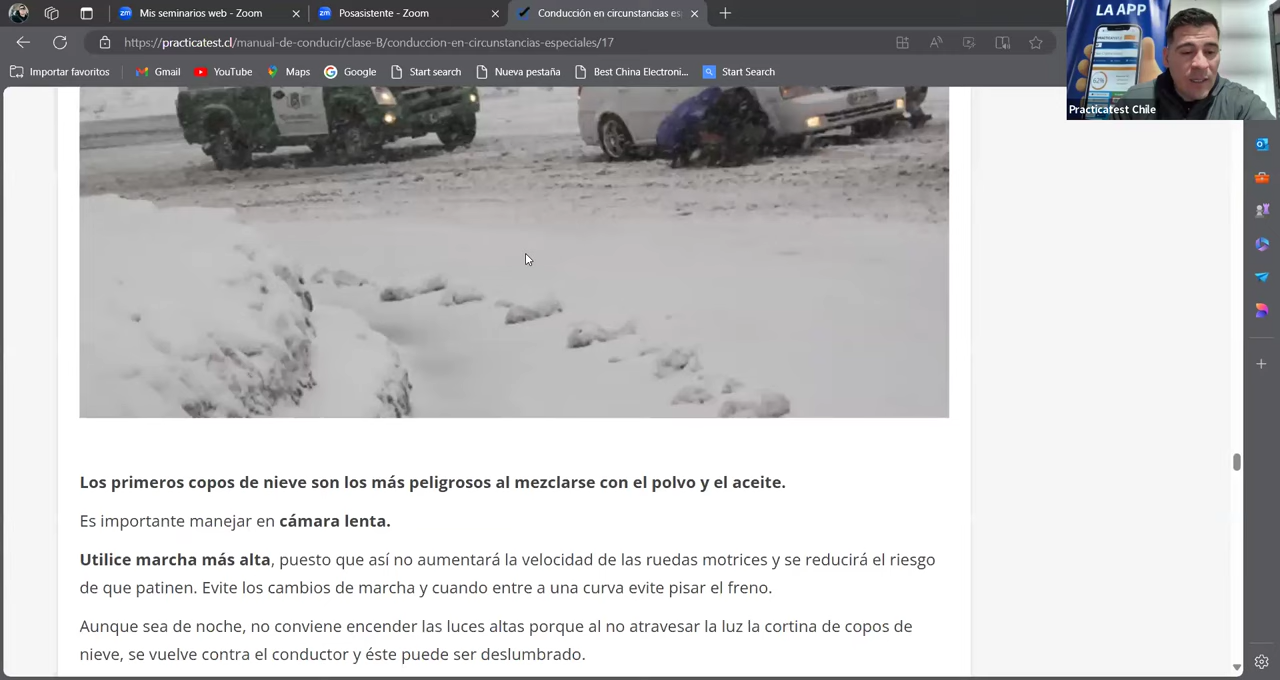 Mis seminarios web - Zoom
Posasistente - Zoom
Conducción en circunstancias es
https://practicatest.cl/manual-de-conducir/clase-B/conduccion-en-circunstancias-especiales/17
Importar favoritos
Gmail
YouTube
Maps
Google
Start search
Nueva pestaña
Best China Electroni...
Start Search
LA APP
62%
Practicatest Chile
Los primeros copos de nieve son los más peligrosos al mezclarse con el polvo y el aceite.
Es importante manejar en cámara lenta.
Utilice marcha más alta, puesto que así no aumentará la velocidad de las ruedas motrices y se reducirá el riesgo
de que patinen. Evite los cambios de marcha y cuando entre a una curva evite pisar el freno.
Aunque sea de noche, no conviene encender las luces altas porque al no atravesar la luz la cortina de copos de
nieve, se vuelve contra el conductor y éste puede ser deslumbrado.